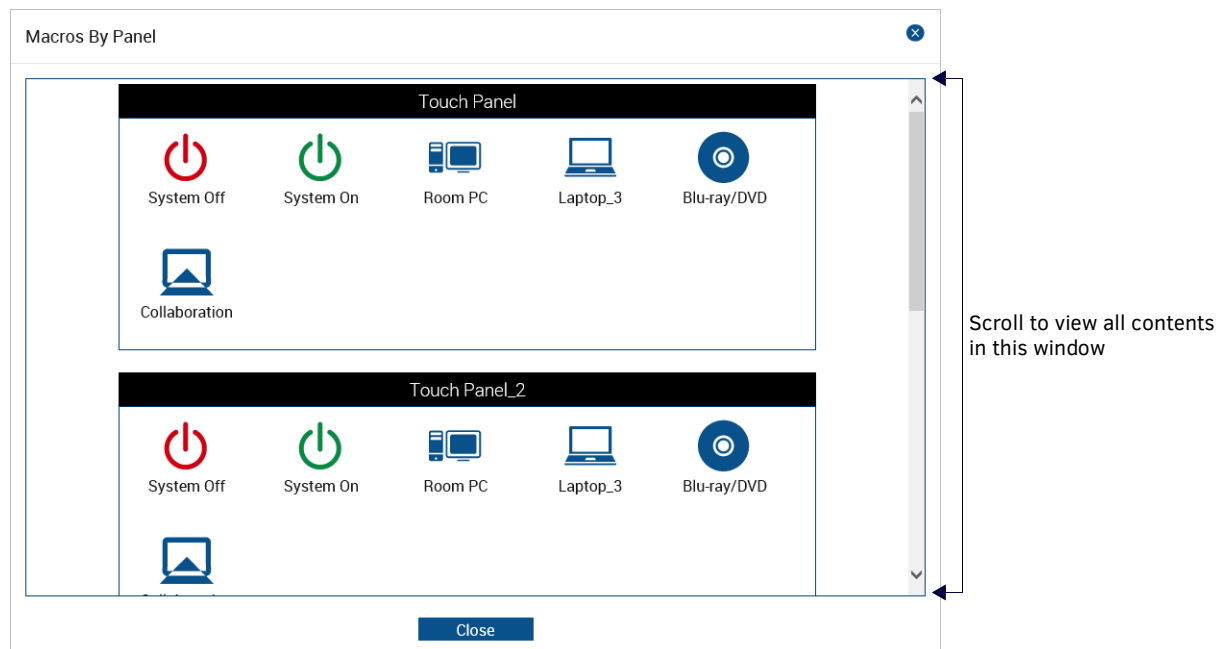 Macros By Panel
Touch Panel
System Off System On Room PC Laptop_3 Blu-ray/DVD
Collaboration
Scroll to view all contents
in this window
Touch Panel_2
System Off System On Room PC Laptop_3 Blu-ray/DVD
Close